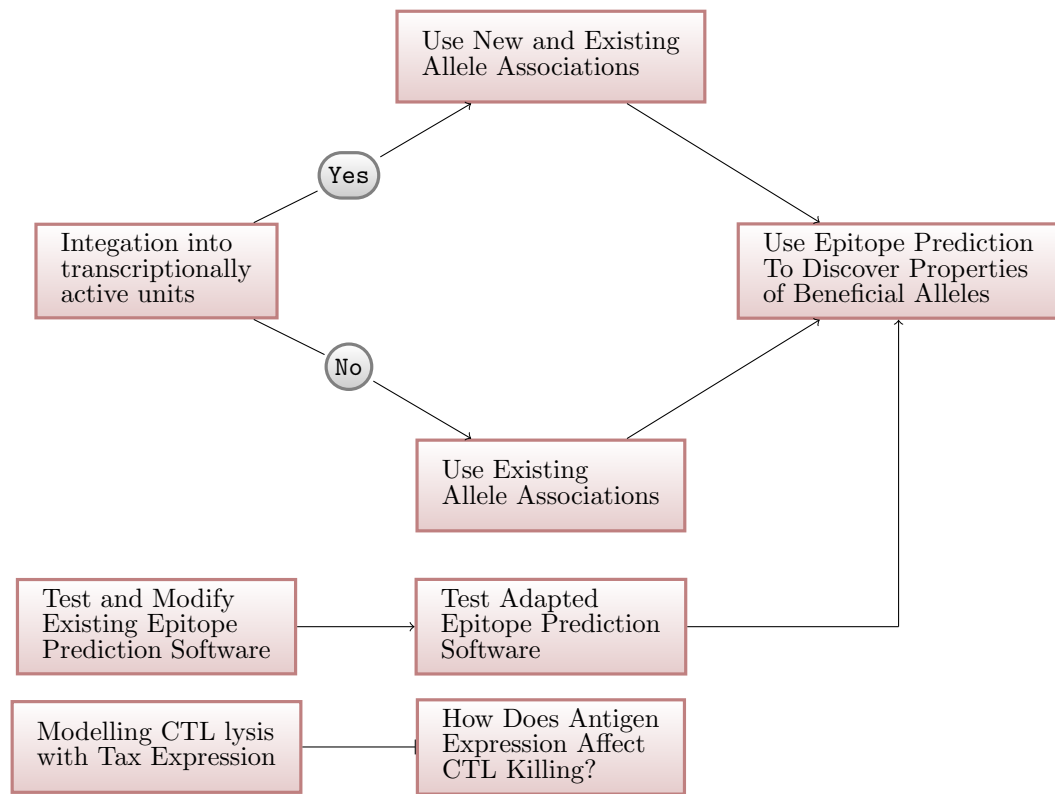 Use New and Existing
Allele Associations
Yes
Integation into
transcriptionally
active units
Use Epitope Prediction
To Discover Properties
of Beneficial Alleles
No
Use Existing
Allele Associations
Test and Modify
Existing Epitope
Prediction Software
Test Adapted
Epitope Prediction
Software
Modelling CTL lysis
with Tax Expression
How Does Antigen
Expression Affect
CTL Killing?